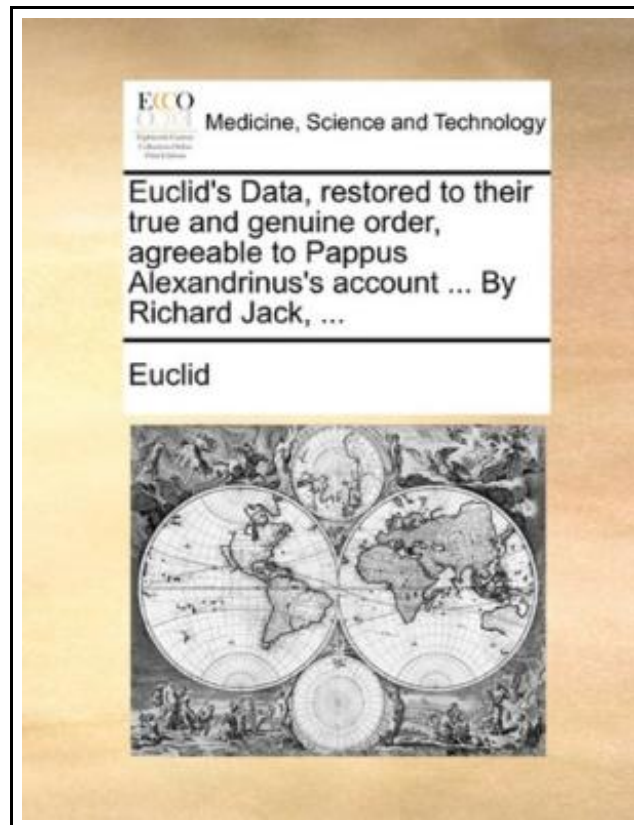 ECCO
Medicine, Science and Technology
Euclid's Data, restored to their
true and genuine order,
agreeable to Pappus
Alexandrinus's account ... By
Richard Jack, ...
Euclid